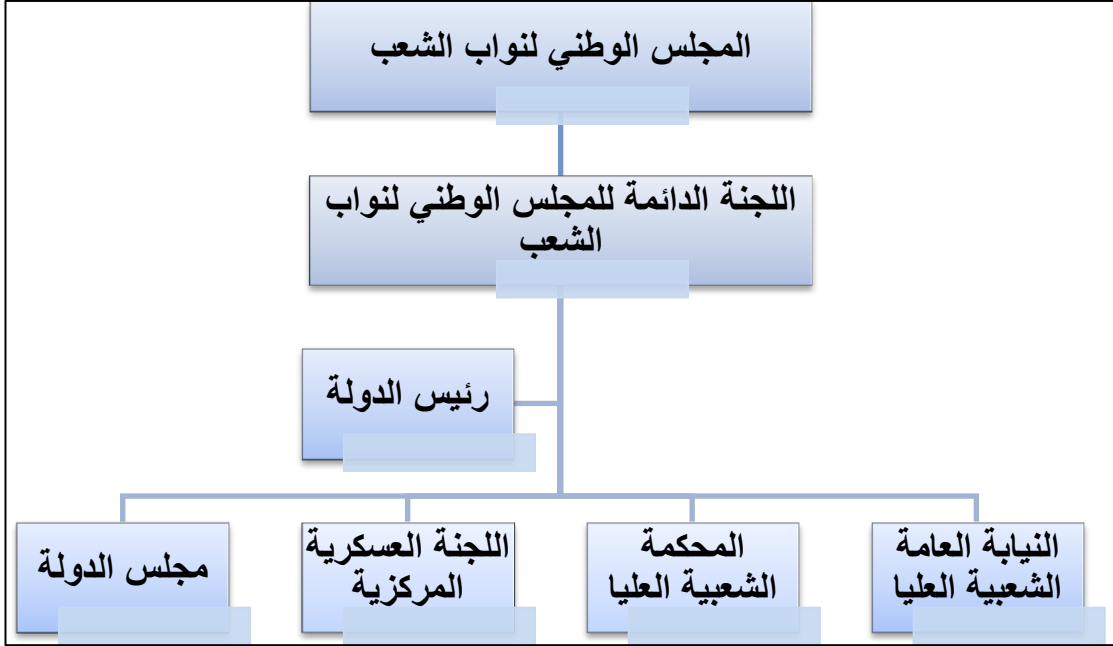 المجلس الوطني لنواب الشعب
اللجنة الدائمة للمجلس الوطني لنواب
الشعب
رئيس الدولة
النيابة العامة
الشعبية العليا
المحكمة
الشعبية العليا
اللجنة العسكرية
المركزية
مجلس الدولة